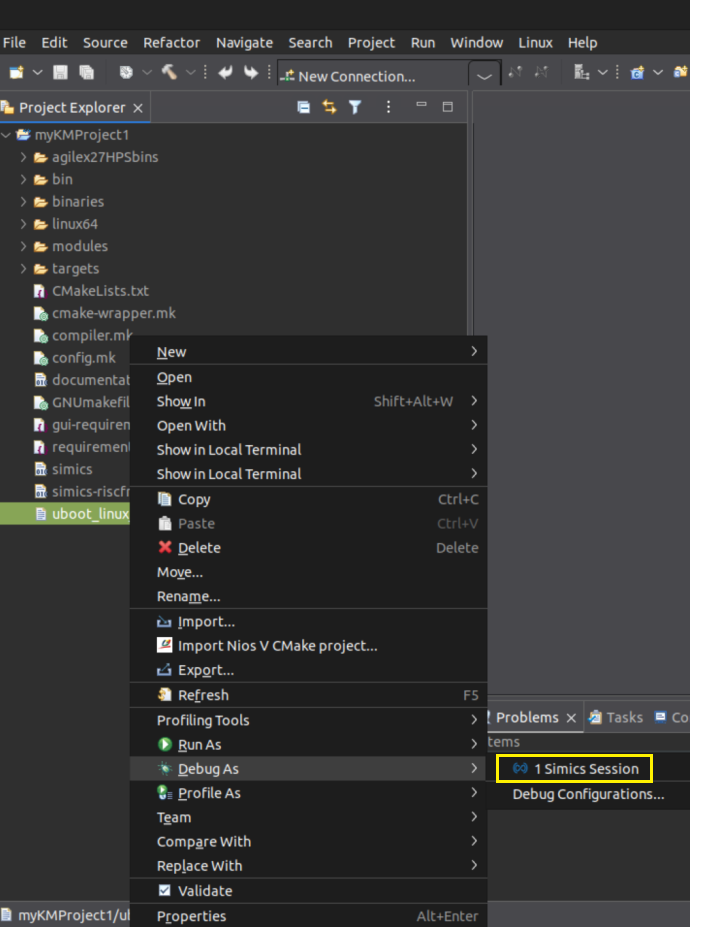 File Edit Source Refactor Navigate Search Project Run Window Linux Help
New Connection...
Project Explorer
myKMProject1
agilex27HPSbins
bin
binaries
linux64
modules
targets
CMakeLists.txt
cmake-wrapper.mk
compiler.mk
config.mk
documentat
GNUmakefil
gui-requiren
requirement
simics
simics-riscfr
uboot_linux
New
Open
Show In Shift+Alt+W
Open With
Show in Local Terminal
Show in Local Terminal
Copy Ctrl+C
Paste Ctrl+V
Delete Delete
Move...
Rename...
Import...
Import Nios V CMake project...
Export...
Refresh F5
Profiling Tools
Run As
Debug As
Profile As
Team
Compare With
Replace With
Validate
Properties Alt+Enter
Problems Tasks Co
tems
1 Simics Session
Debug Configurations...
myKMProject1/ul